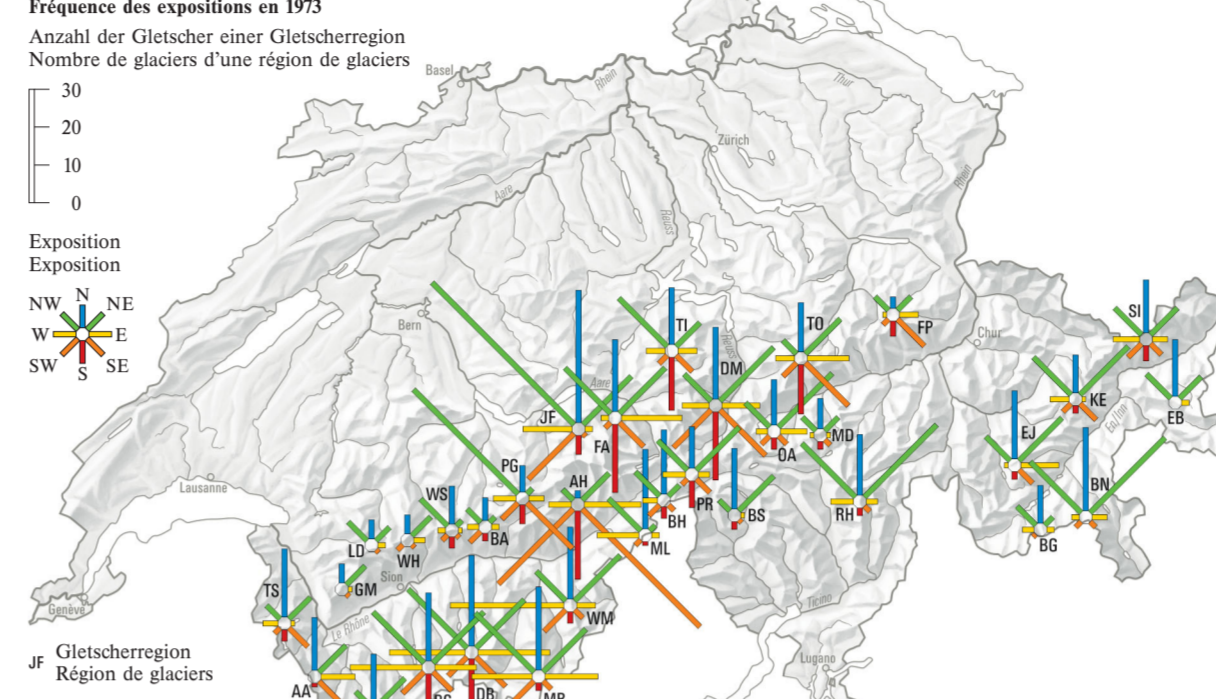 Fréquence des expositions en 1973
Anzahl der Gletscher einer Gletscherregion
Nombre de glaciers d'une région de glaciers
30
20
10
0
Exposition
Exposition
N
NW NE
W E
SW SE
S
JF Gletscherregion
Région de glaciers
Basel
Rhein
Thur
Zürich
Rhein
Aare
Reuss
Bern
Aare
Reuss
Chur
En/Inn
Lausanne
Genève
Sion
Le Rhône
Ticino
Lugano
TI
TO
FP
SI
DM
JF
FA
OA
MD
KE
EB
EJ
BN
PG
AH
WS
BH
PR
BS
RH
BG
LD
WH
BA
ML
TS
GM
WM
AA
DB